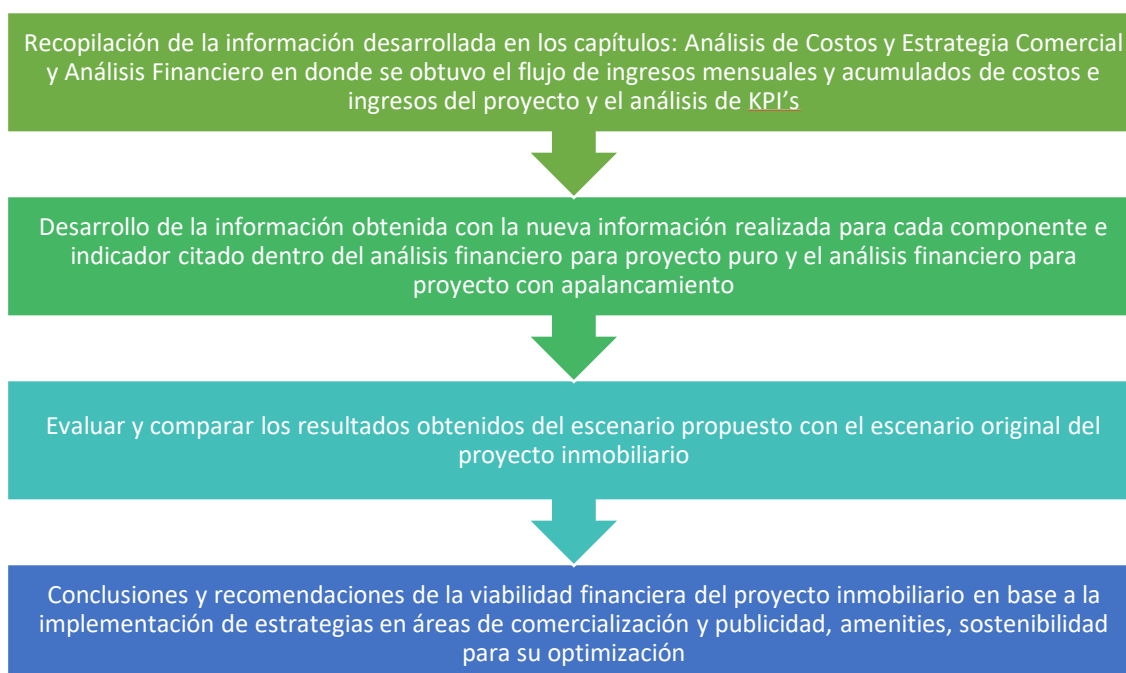 Recopilación de la información desarrollada en los capítulos: Análisis de Costos y Estrategia Comercial
y Análisis Financiero en donde se obtuvo el flujo de ingresos mensuales y acumulados de costos e
ingresos del proyecto y el análisis de KPI's
Desarrollo de la información obtenida con la nueva información realizada para cada componente e
indicador citado dentro del análisis financiero para proyecto puro y el análisis financiero para
proyecto con apalancamiento
Evaluar y comparar los resultados obtenidos del escenario propuesto con el escenario original del
proyecto inmobiliario
Conclusiones y recomendaciones de la viabilidad financiera del proyecto inmobiliario en base a la
implementación de estrategias en áreas de comercialización y publicidad, amenities, sostenibilidad
para su optimización